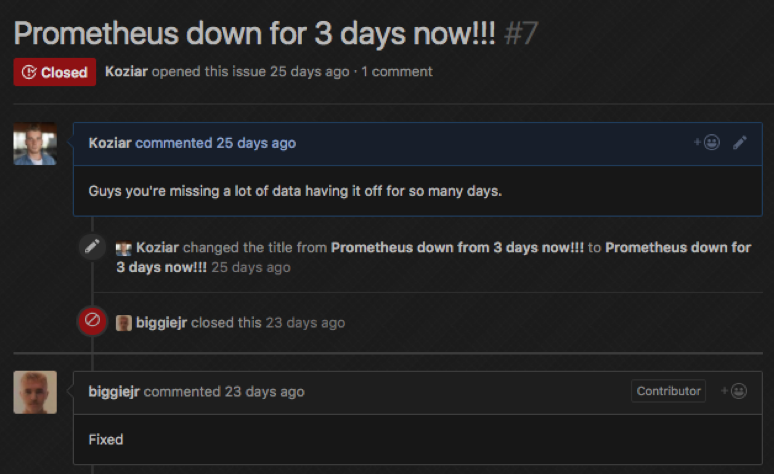 Prometheus down for 3 days now!!! #7
Closed Koziar opened this issue 25 days ago · 1 comment
Koziar commented 25 days ago
Guys you're missing a lot of data having it off for so many days.
Koziar changed the title from Prometheus down from 3 days now!!! to Prometheus down for
3 days now!!! 25 days ago
biggiejr closed this 23 days ago
biggiejr commented 23 days ago Contributor
Fixed